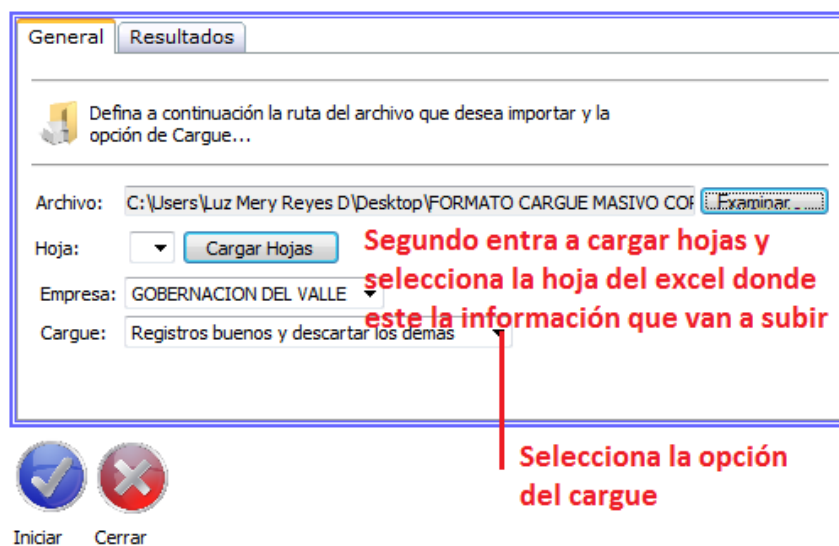 General Resultados
Defina a continuación la ruta del archivo que desea importar y la
opción de Cargue...
Archivo: C:\Users\Luz Mery Reyes D\Desktop\FORMATO CARGUE MASIVO COR Examinar...
Hoja: Cargar Hojas
Segundo entra a cargar hojas y
selecciona la hoja del excel donde
este la información que van a subir
Empresa: GOBERNACION DEL VALLE
Cargue: Registros buenos y descartar los demás
Selecciona la opción
del cargue
Iniciar Cerrar